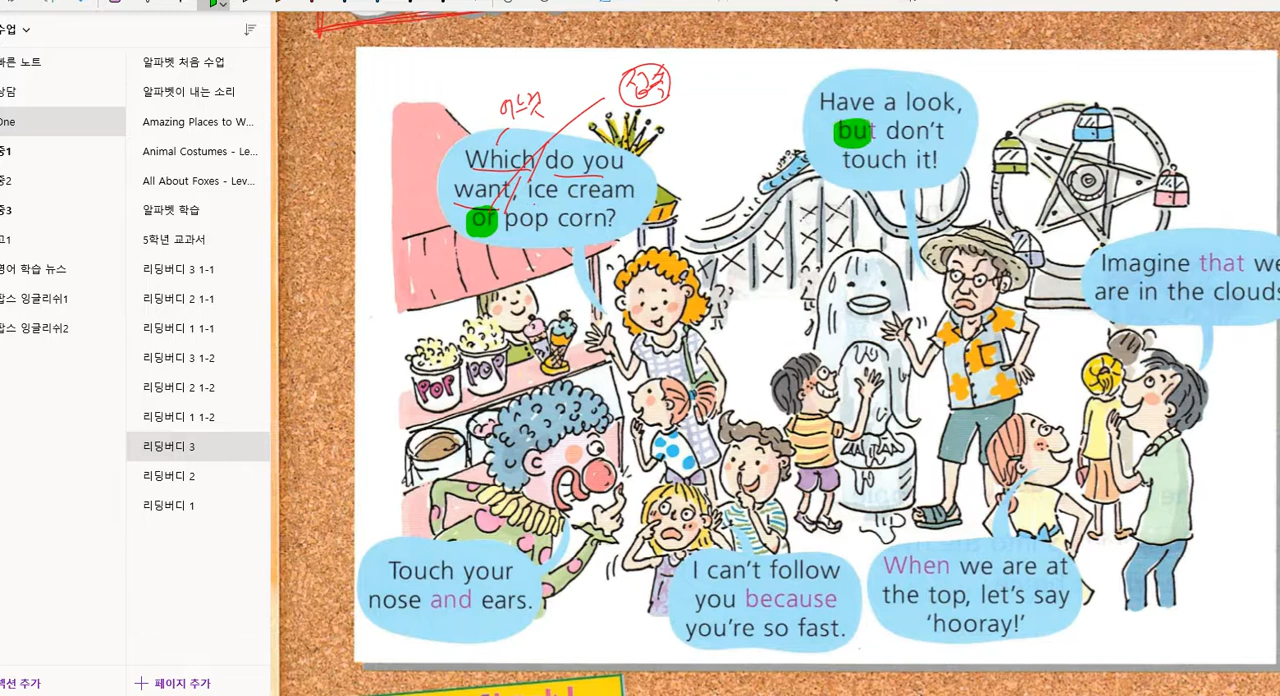 수업
빠른 노트
상담
One
중1
중2
중3
고1
영어 학습 뉴스
팝스 잉글리쉬1
팝스 잉글리쉬2
섹션 추가
알파벳 처음 수업
알파벳이 내는 소리
Amazing Places to W...
Animal Costumes - Le...
All About Foxes - Lev...
알파벳 학습
5학년 교과서
리딩버디 3 1-1
리딩버디 2 1-1
리딩버디 1 1-1
리딩버디 3 1-2
리딩버디 2 1-2
리딩버디 1 1-2
리딩버디 3
리딩버디 2
리딩버디 1
페이지 추가
어느것
접속
Which do you
want, ice cream
or pop corn?
Have a look,
but don't
touch it!
Imagine that we
are in the clouds
POP
POP
Touch your
nose and ears.
I can't follow
you because
you're so fast.
When we are at
the top, let's say
'hooray!'